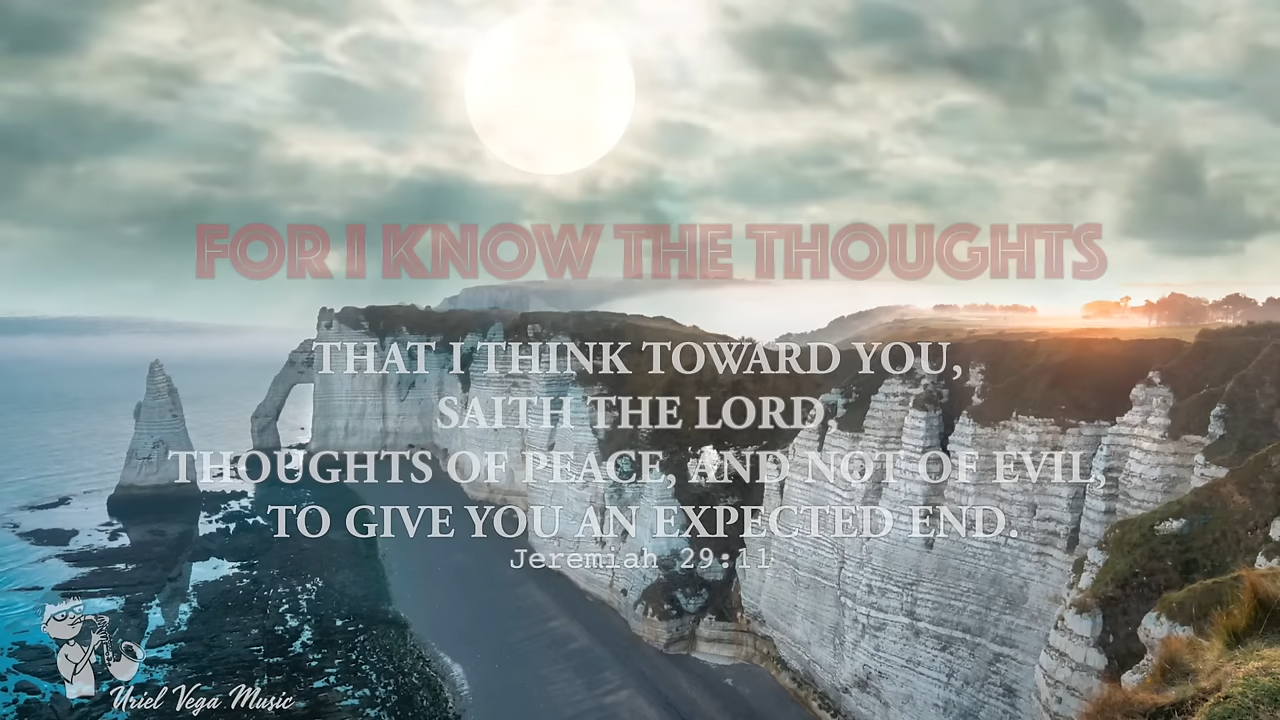 FOR I KNOW THE THOUGHTS
THAT I THINK TOWARD YOU,
SAITH THE LORD
THOUGHTS OF PEACE, AND NOT OF EVIL,
TO GIVE YOU AN EXPECTED END.
Jeremiah 29:11
Uriel Vega Music